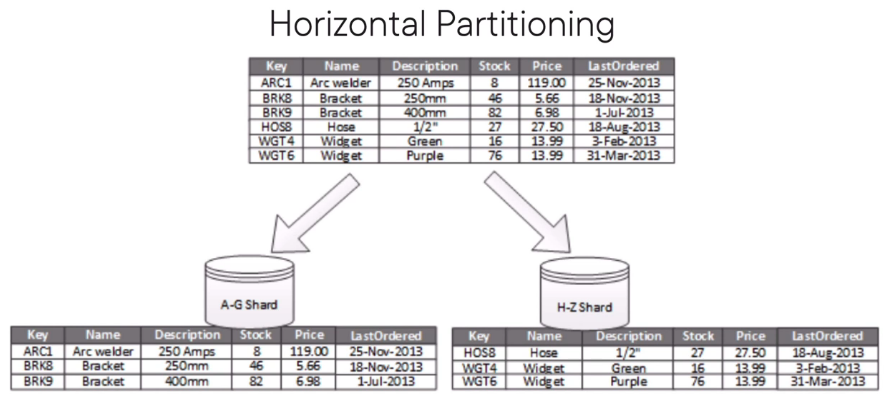 Horizontal Partitioning
Key Name Description Stock Price LastOrdered
ARC1 Arc welder 250 Amps 8 119.00 25-Nov-2013
BRK8 Bracket 250mm 46 5.66 18-Nov-2013
BRK9 Bracket 400mm 82 6.98 1-Jul-2013
HOS8 Hose 1/2" 27 27.50 18-Aug-2013
WGT4 Widget Green 16 13.99 3-Feb-2013
WGT6 Widget Purple 76 13.99 31-Mar-2013
A-G Shard
Key Name Description Stock Price LastOrdered
ARC1 Arc welder 250 Amps 8 119.00 25-Nov-2013
BRK8 Bracket 250mm 46 5.66 18-Nov-2013
BRK9 Bracket 400mm 82 6.98 1-Jul-2013
H-Z Shard
Key Name Description Stock Price LastOrdered
HOS8 Hose 1/2" 27 27.50 18-Aug-2013
WGT4 Widget Green 16 13.99 3-Feb-2013
WGT6 Widget Purple 76 13.99 31-Mar-2013